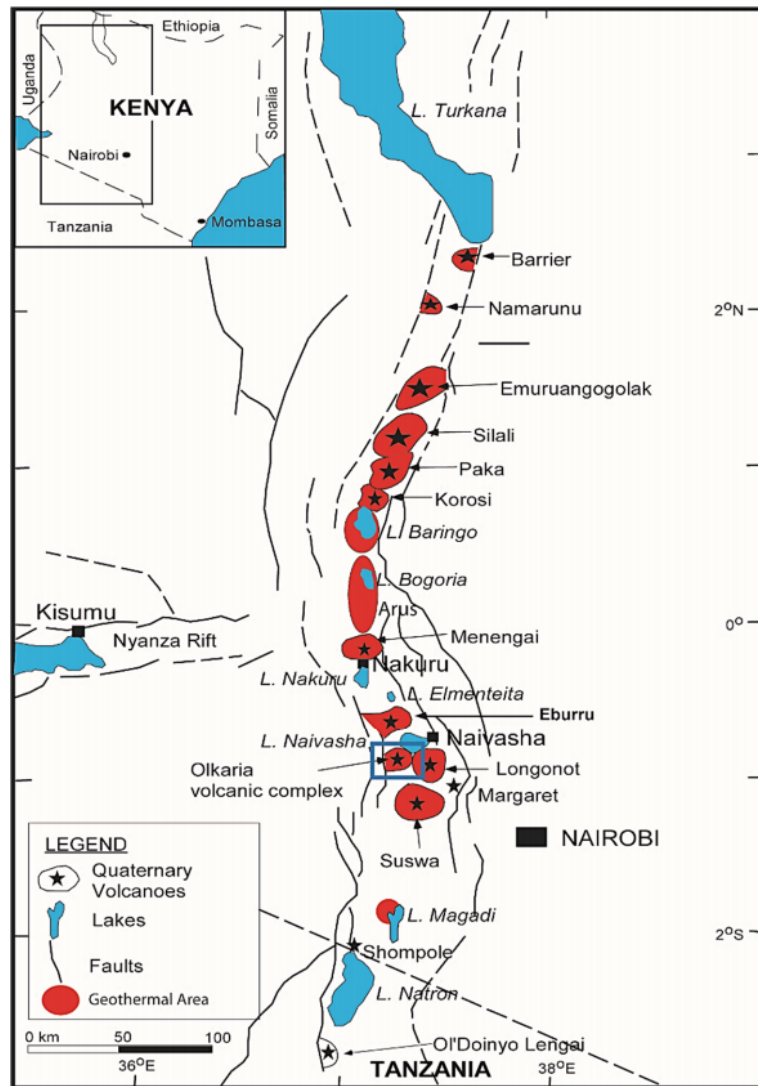 Ethiopia
Uganda
KENYA
Somalia
Nairobi
Mombasa
Tanzania
L. Turkana
Barrier
Namarunu
2°N
Emuruangogolak
Silali
Paka
Korosi
L. Baringo
L. Bogoria
Arus
Kisumu
Nyanza Rift
0°
Menengai
Nakuru
L. Nakuru
L. Elmenteita
Eburru
L. Naivasha
Naivasha
Olkaria
volcanic complex
Longonot
Margaret
Suswa
NAIROBI
L. Magadi
2°S
Shompole
L. Natron
Ol'Doinyo Lengai
TANZANIA
LEGEND
Quaternary
Volcanoes
Lakes
Faults
Geothermal Area
0 km 50 100
36°E
38°E